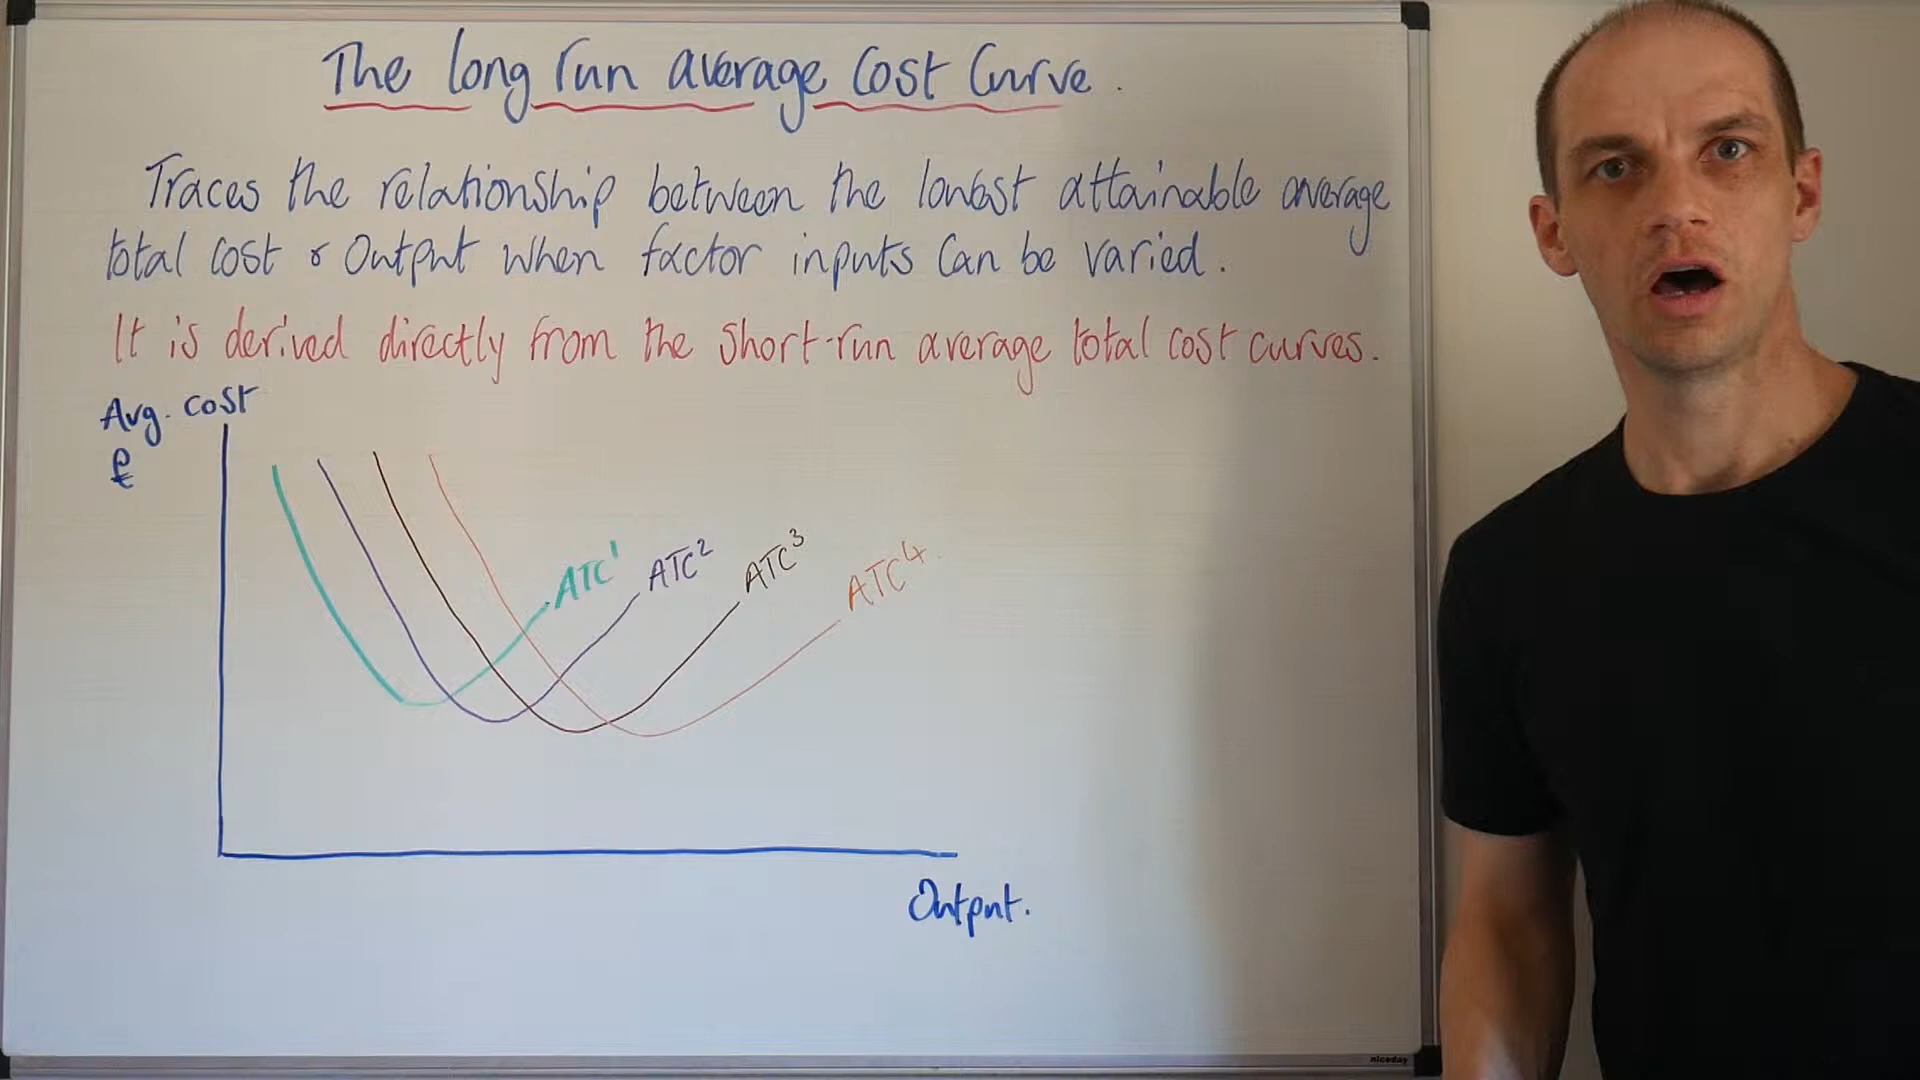 The long run average cost curve.
Traces the relationship between the lowest attainable average
total cost & output when factor inputs can be varied.
It is derived directly from the short-run average total cost curves.
Avg. cost
£
ATC¹
ATC²
ATC³
ATC⁴
Output.
niceday